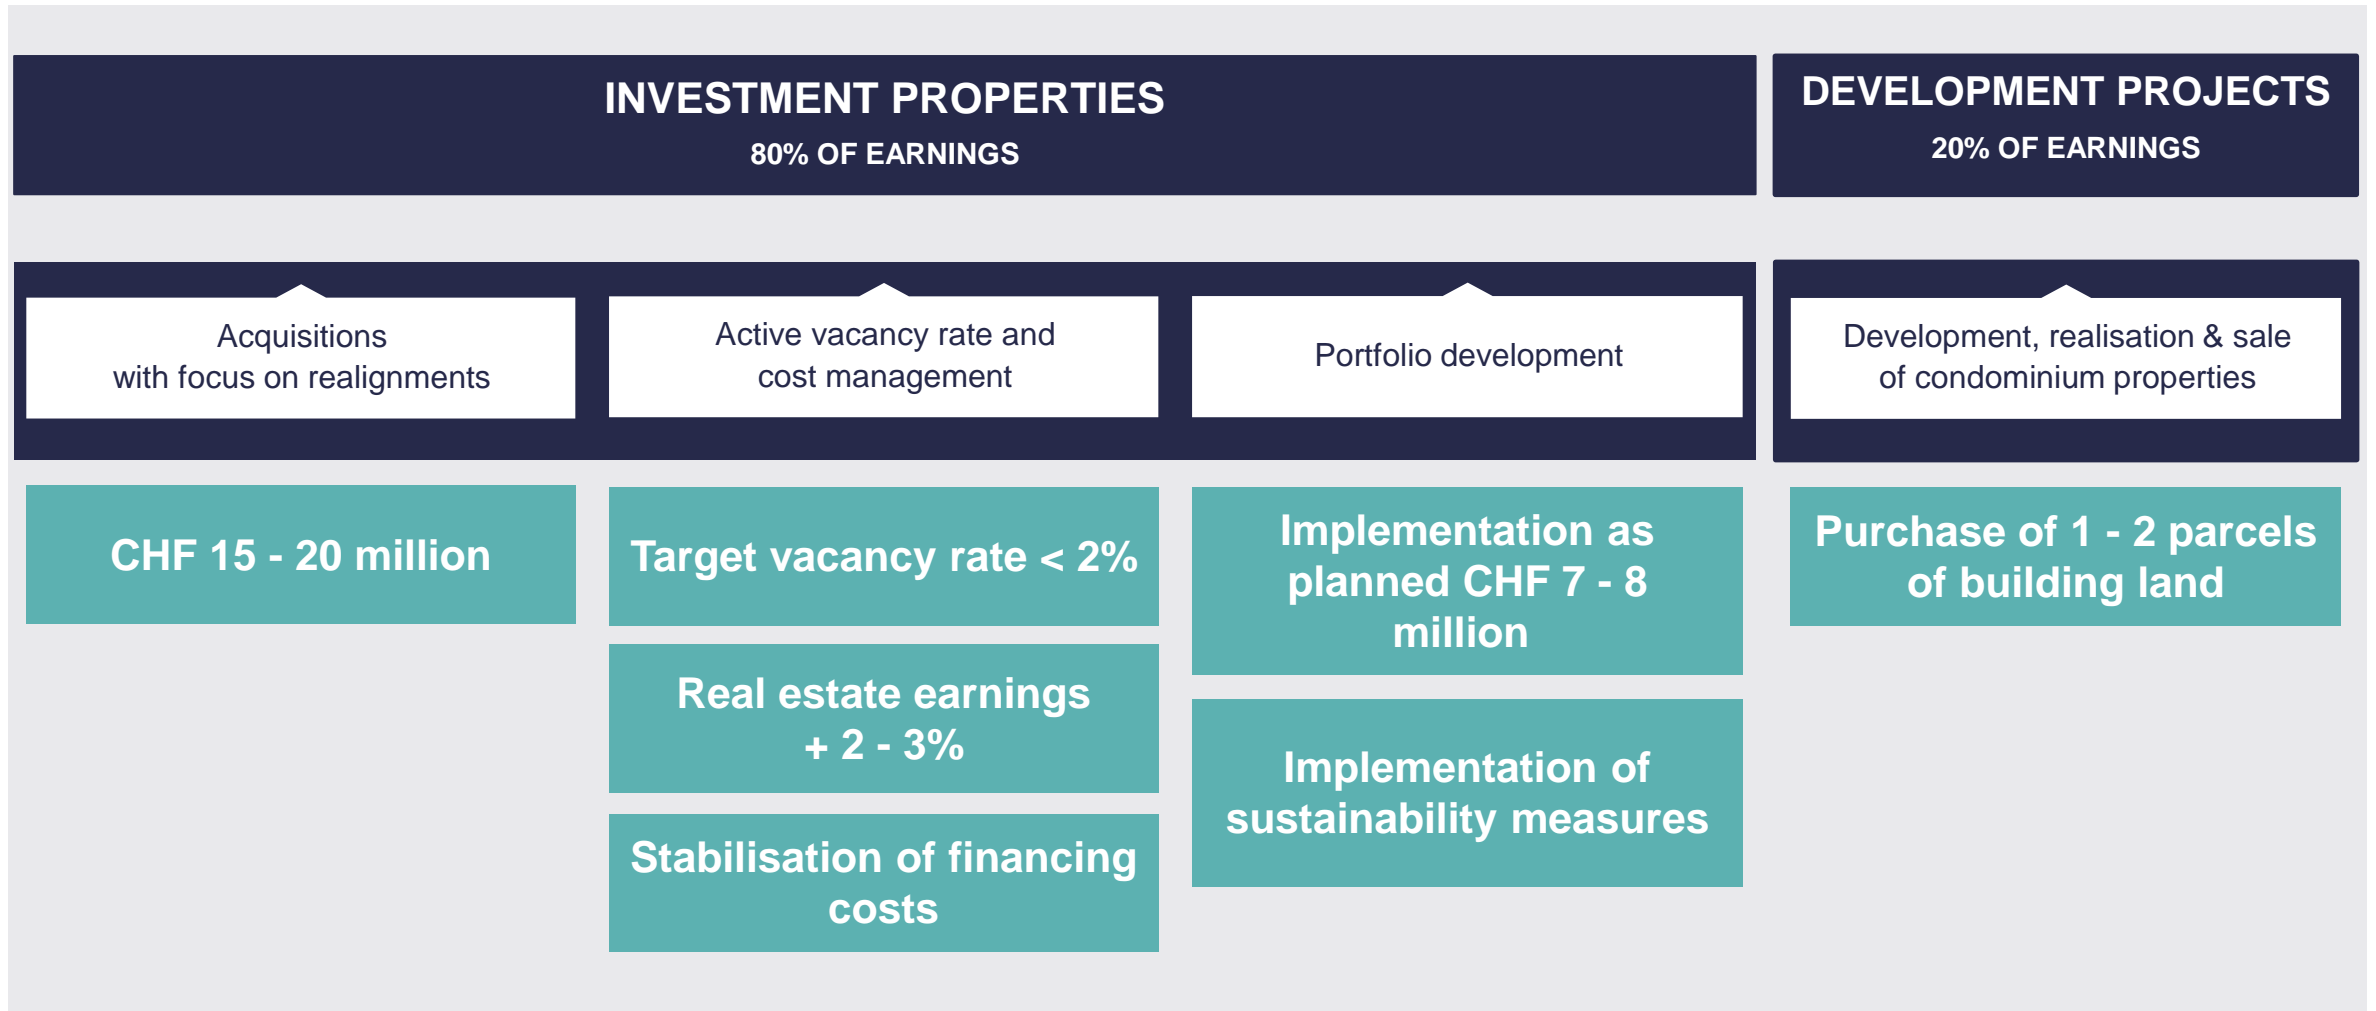 INVESTMENT PROPERTIES
80% OF EARNINGS
DEVELOPMENT PROJECTS
20% OF EARNINGS
Acquisitions
with focus on realignments
Active vacancy rate and
cost management
Portfolio development
Development, realisation & sale
of condominium properties
CHF 15 - 20 million
Target vacancy rate < 2%
Real estate earnings
+ 2 - 3%
Stabilisation of financing
costs
Implementation as
planned CHF 7 - 8
million
Implementation of
sustainability measures
Purchase of 1 - 2 parcels
of building land